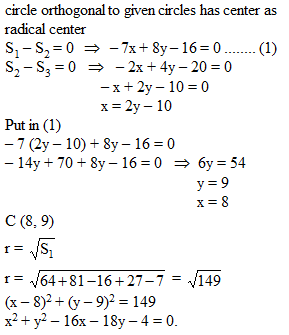 circle orthogonal to given circles has center as
radical center
S₁ – S₂ = 0 ⇒ – 7x + 8y – 16 = 0 ........ (1)
S₂ – S₃ = 0 ⇒ – 2x + 4y – 20 = 0
– x + 2y – 10 = 0
x = 2y – 10
Put in (1)
– 7 (2y – 10) + 8y – 16 = 0
– 14y + 70 + 8y – 16 = 0 ⇒ 6y = 54
y = 9
x = 8
C (8, 9)
r = √S₁
r = √64 + 81 – 16 + 27 – 7 = √149
(x – 8)² + (y – 9)² = 149
x² + y² – 16x – 18y – 4 = 0.